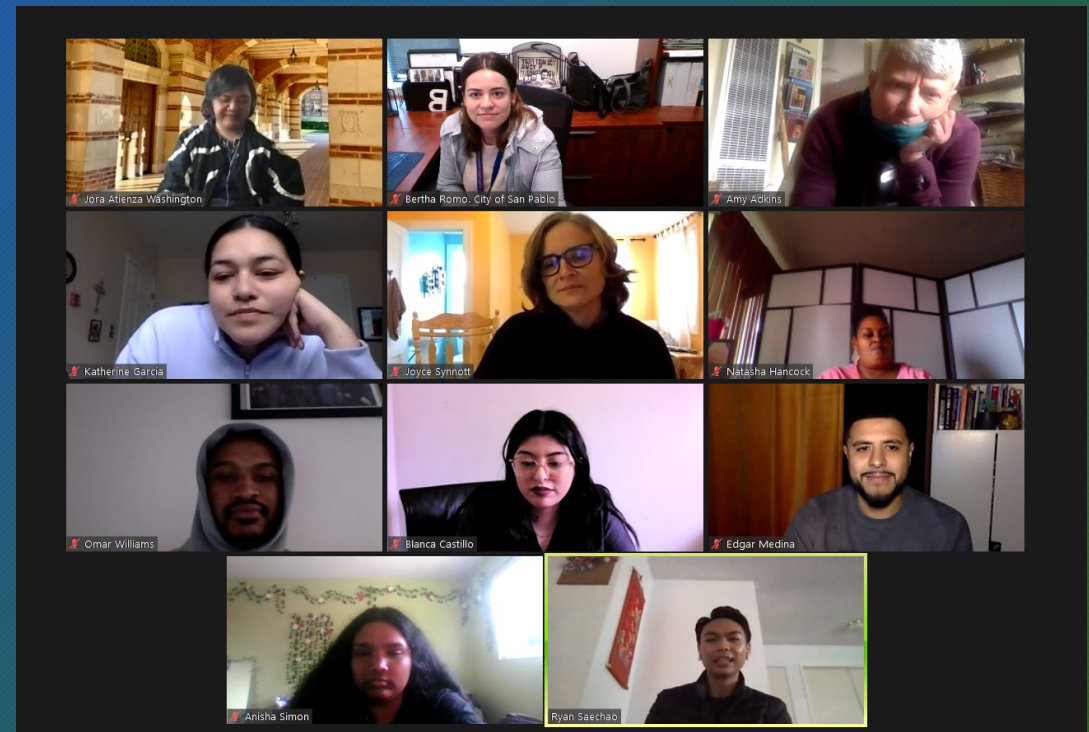 Jora Atienza Washington
Bertha Romo. City of San Pablo
Amy Adkins
Katherine Garcia
Joyce Synnott
Natasha Hancock
Omar Williams
Blanca Castillo
Edgar Medina
Anisha Simon
Ryan Saechao